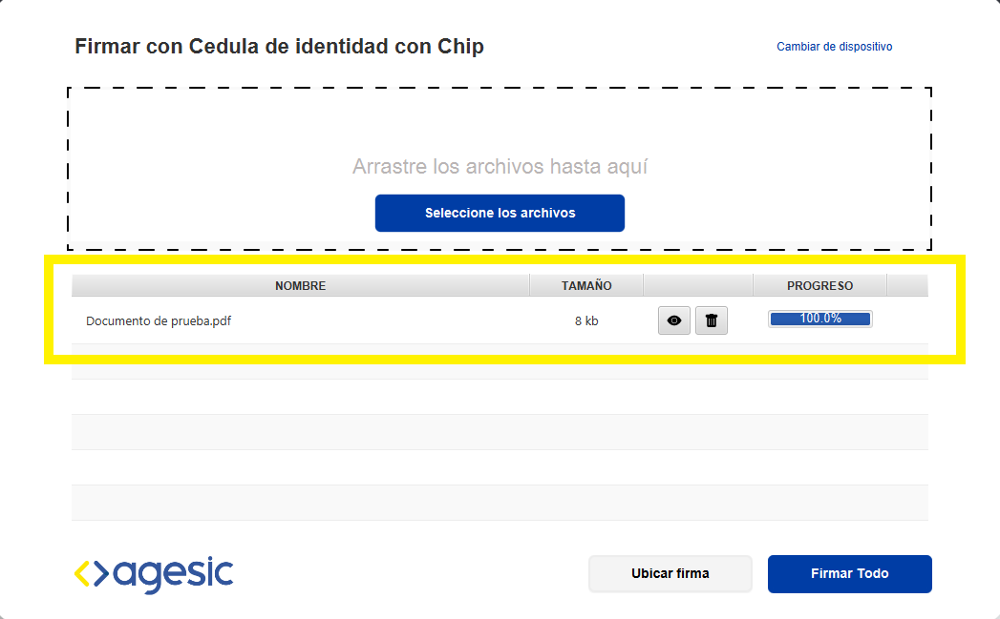 Firmar con Cedula de identidad con Chip
Cambiar de dispositivo
Arrastre los archivos hasta aquí
Seleccione los archivos
NOMBRE TAMAÑO PROGRESO
Documento de prueba.pdf 8 kb 100.0%
agesic
Ubicar firma
Firmar Todo